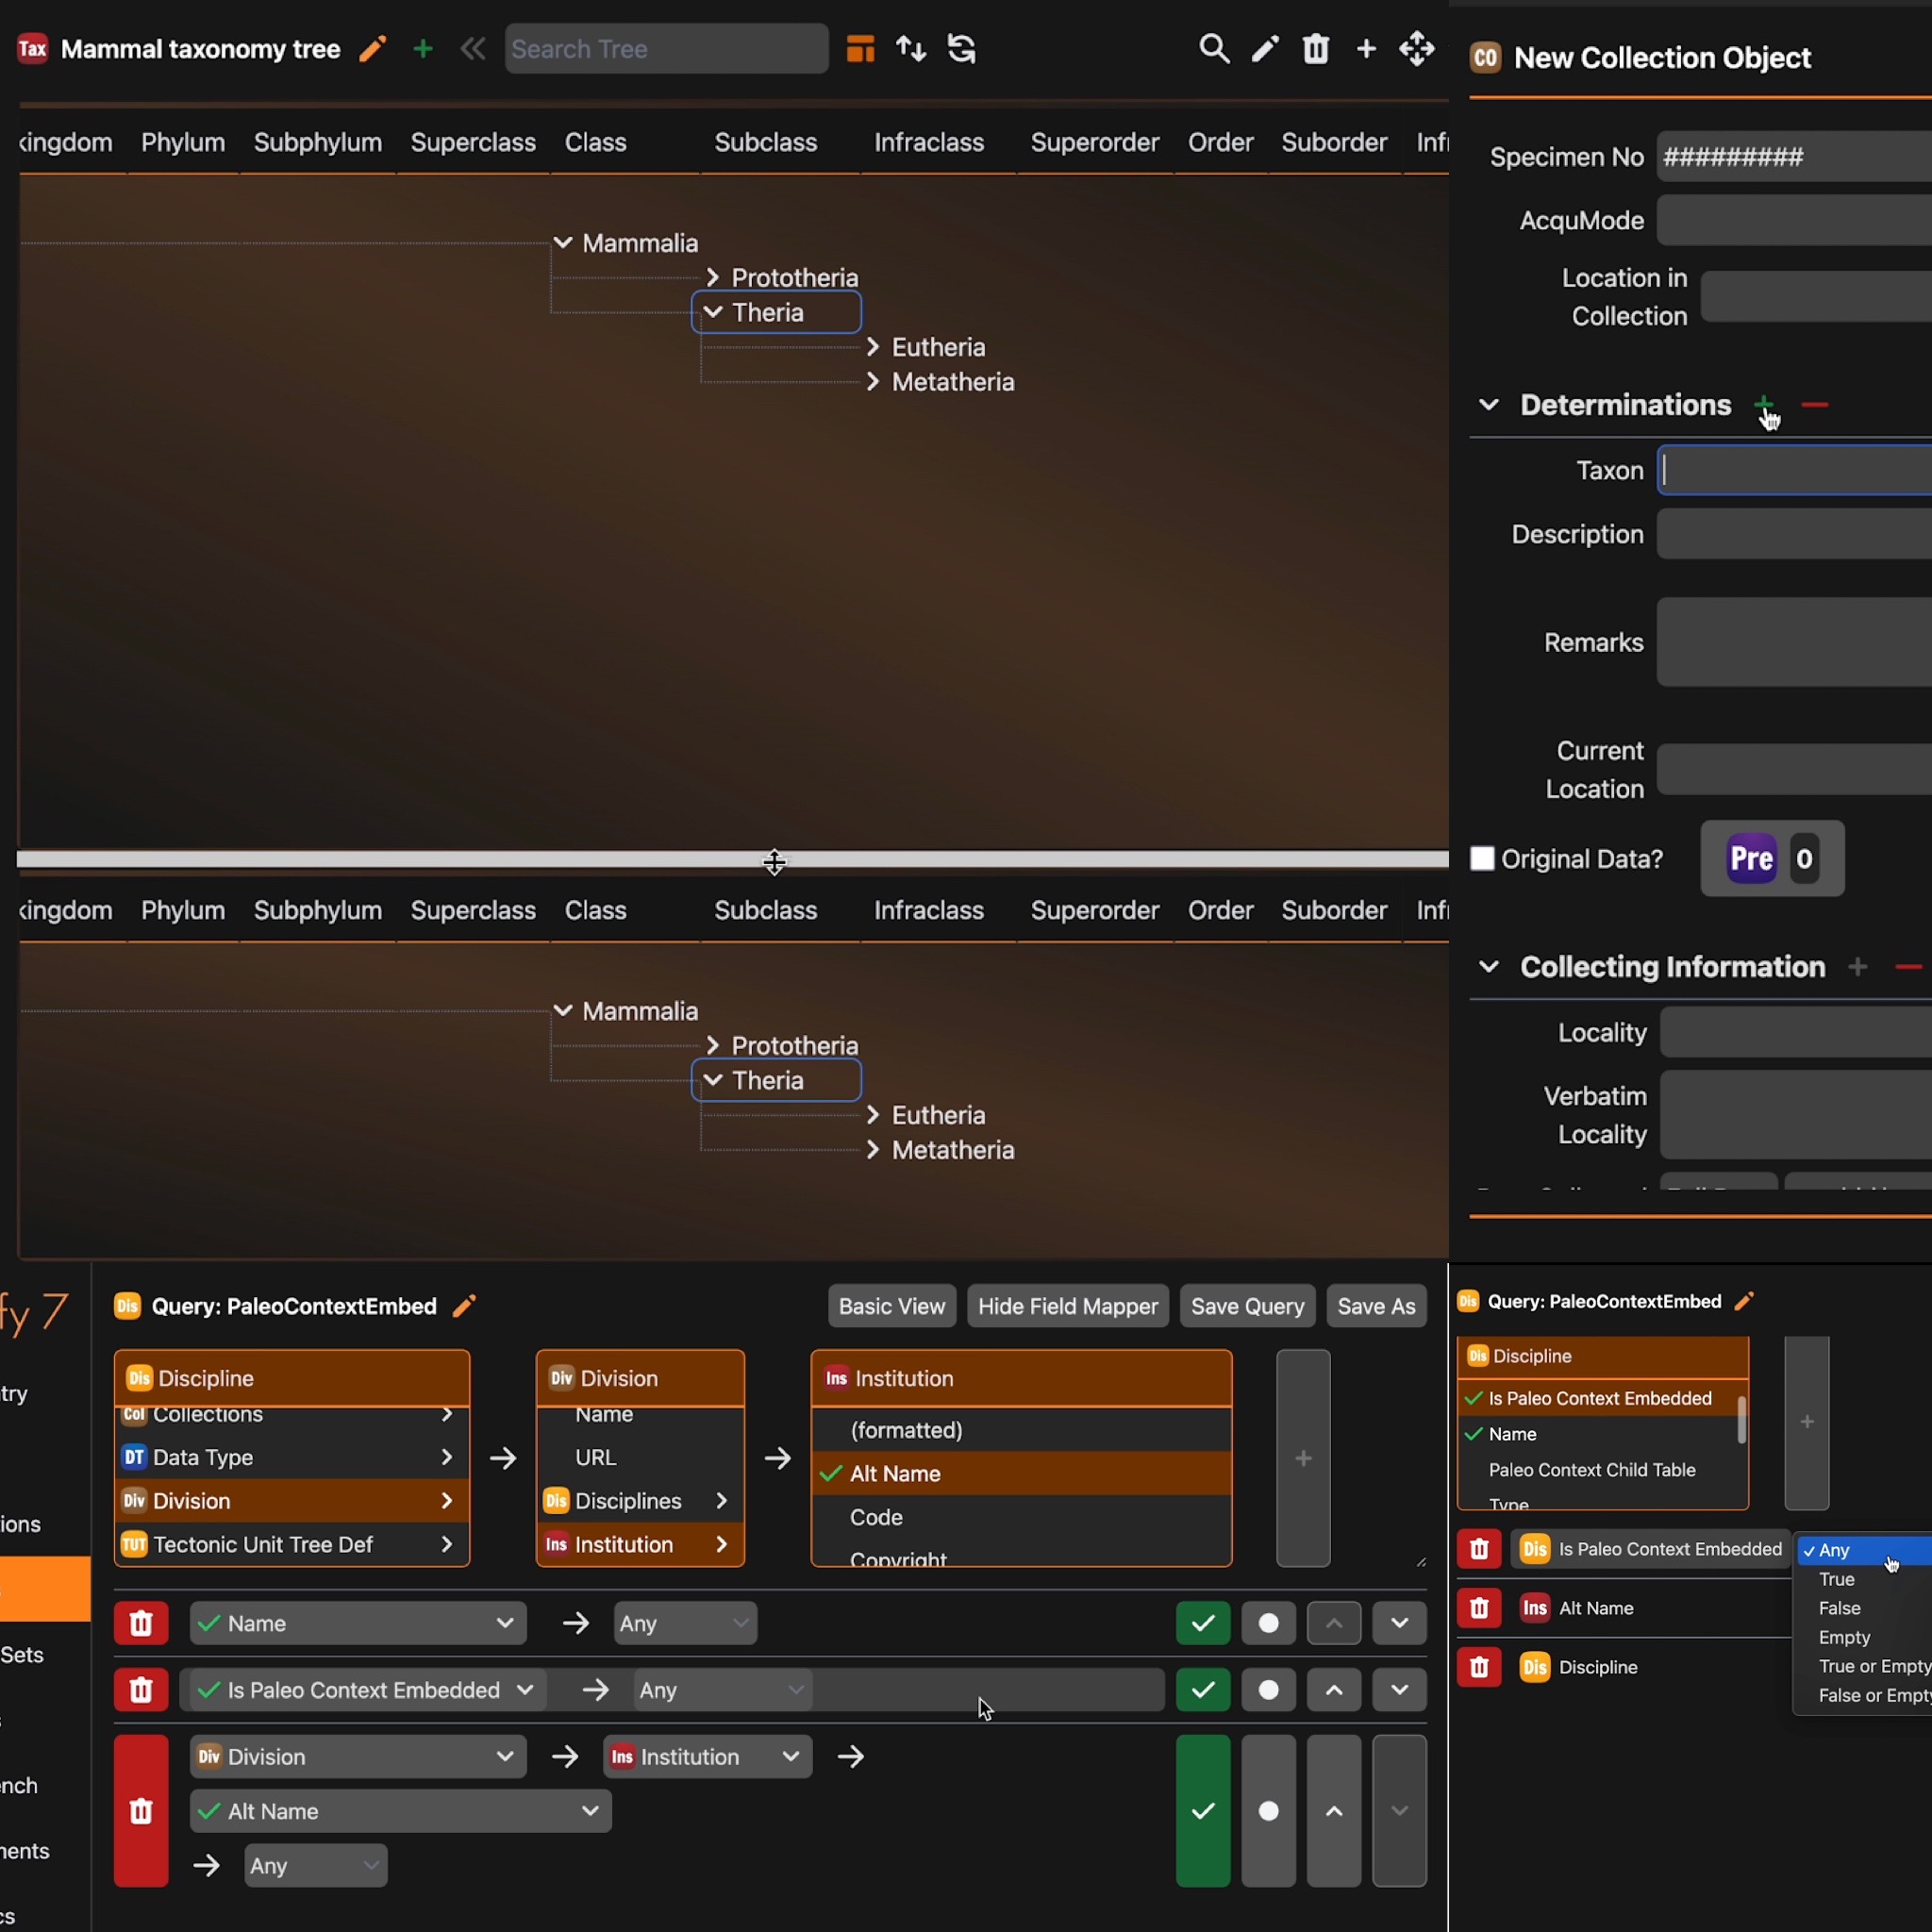 Tax Mammal taxonomy tree Search Tree
kingdom Phylum Subphylum Superclass Class Subclass Infraclass Superorder Order Suborder Inf
Mammalia
Prototheria
Theria
Eutheria
Metatheria
kingdom Phylum Subphylum Superclass Class Subclass Infraclass Superorder Order Suborder Inf
Mammalia
Prototheria
Theria
Eutheria
Metatheria
CO New Collection Object
Specimen No #########
AcquMode
Location in
Collection
Determinations
Taxon
Description
Remarks
Current
Location
Original Data? Pre 0
Collecting Information
Locality
Verbatim
Locality
fy 7
try
ions
Sets
nch
nents
cs
Dis Query: PaleoContextEmbed Basic View Hide Field Mapper Save Query Save As
Dis Discipline
Col Collections
DT Data Type
Div Division
TUT Tectonic Unit Tree Def
Div Division
Name
URL
Dis Disciplines
Ins Institution
Ins Institution
(formatted)
Alt Name
Code
Copyright
Name Any
Is Paleo Context Embedded Any
Div Division Ins Institution
Alt Name
Any
Dis Query: PaleoContextEmbed
Dis Discipline
Is Paleo Context Embedded
Name
Paleo Context Child Table
Type
Dis Is Paleo Context Embedded
Ins Alt Name
Dis Discipline
Any
True
False
Empty
True or Empty
False or Empty